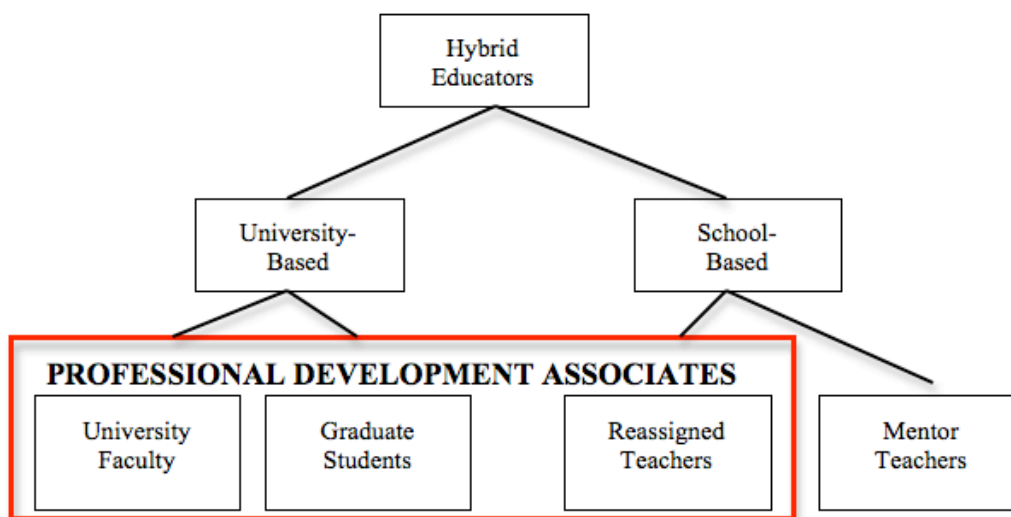 Hybrid
Educators
University-
Based
School-
Based
PROFESSIONAL DEVELOPMENT ASSOCIATES
University
Faculty
Graduate
Students
Reassigned
Teachers
Mentor
Teachers